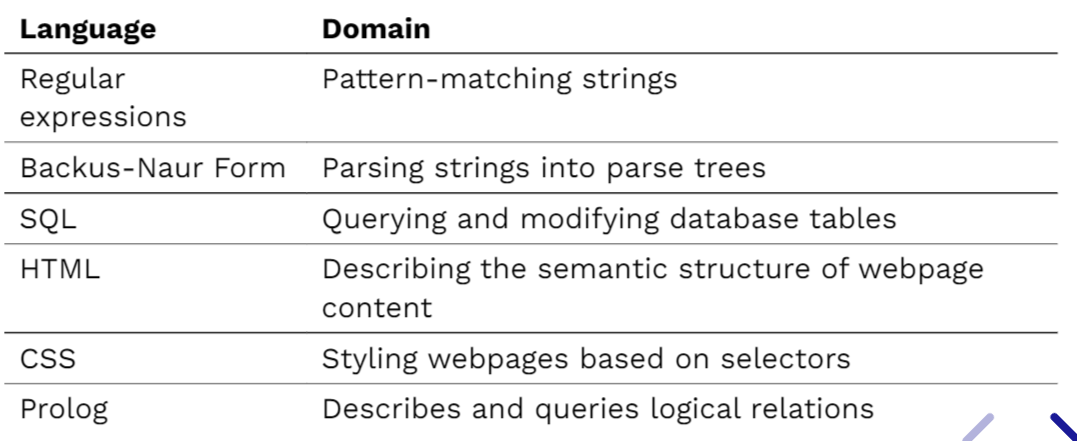 Language Domain
Regular Pattern-matching strings
expressions
Backus-Naur Form Parsing strings into parse trees
SQL Querying and modifying database tables
HTML Describing the semantic structure of webpage
content
CSS Styling webpages based on selectors
Prolog Describes and queries logical relations